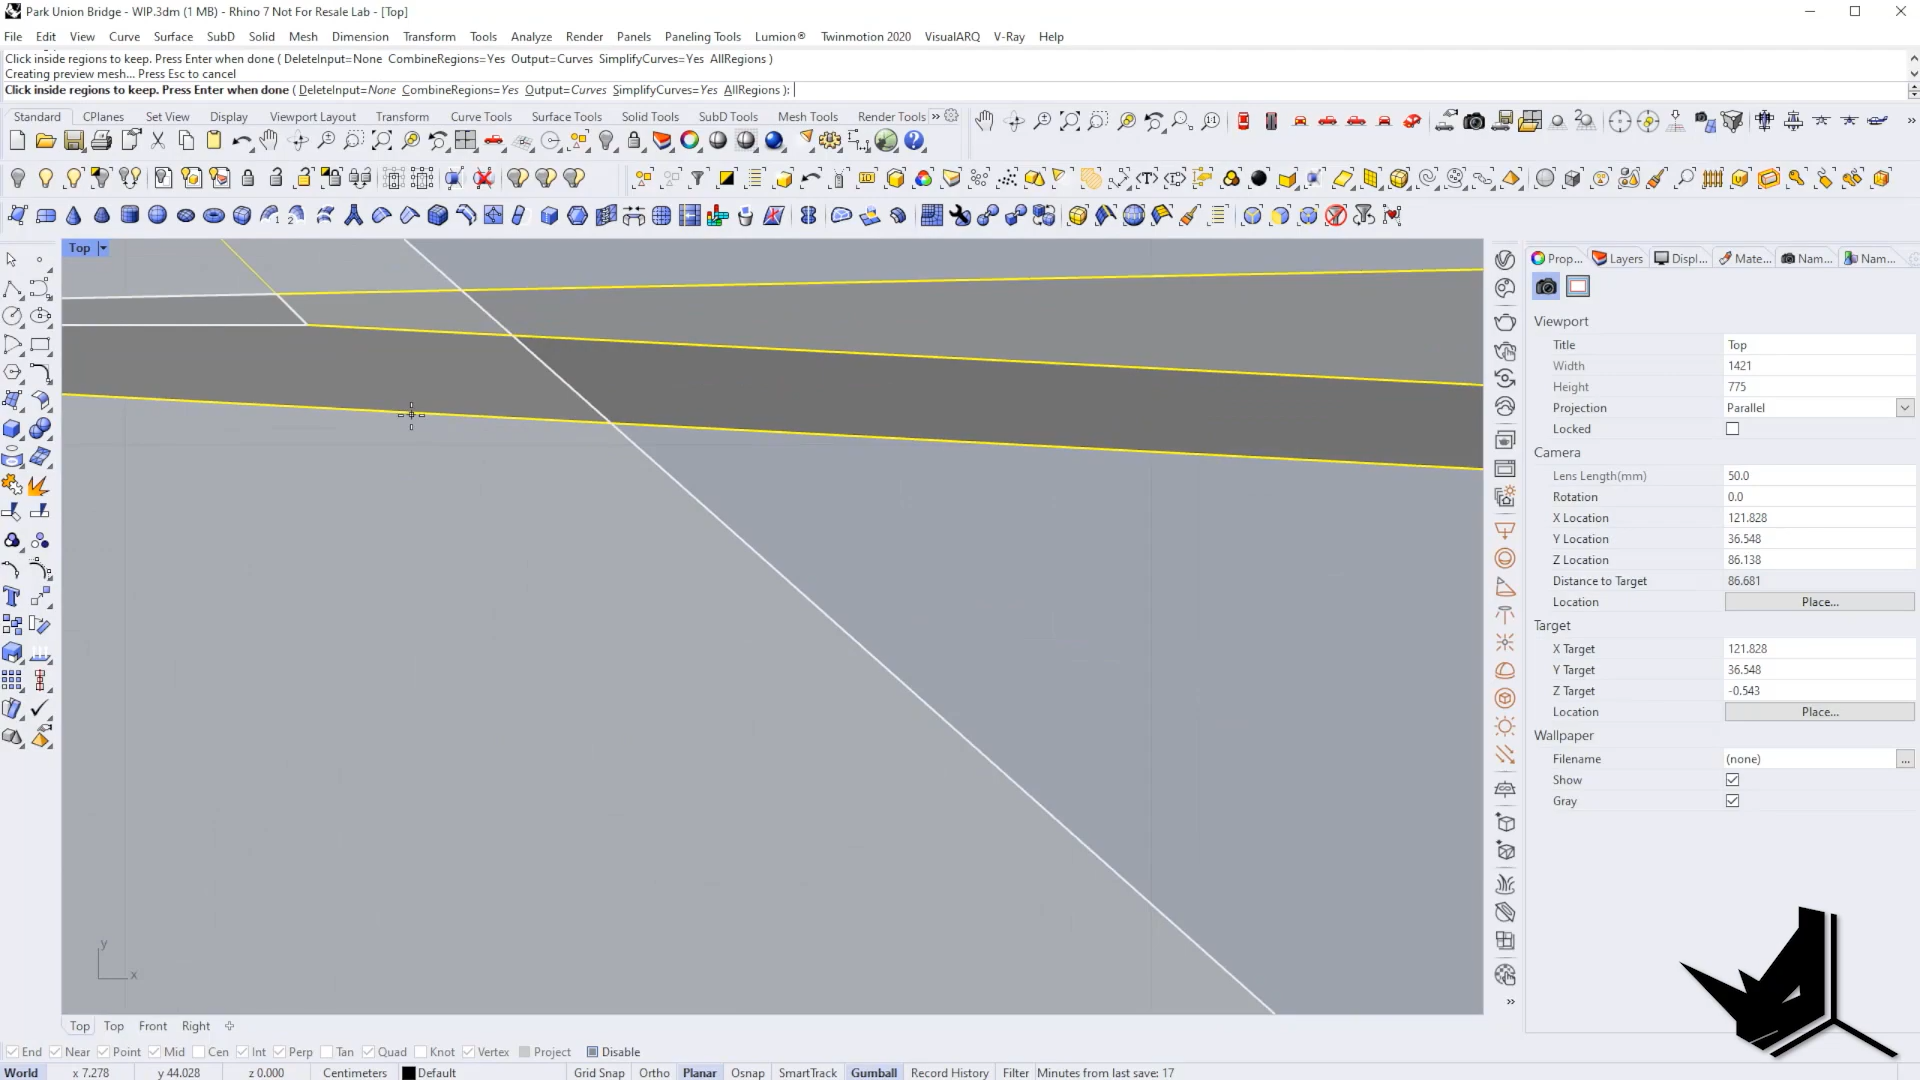 Park Union Bridge - WIP.3dm (1 MB) - Rhino 7 Not For Resale Lab - [Top]
File Edit View Curve Surface SubD Solid Mesh Dimension Transform Tools Analyze Render Panels Paneling Tools Lumion® Twinmotion 2020 VisualARQ V-Ray Help
Click inside regions to keep. Press Enter when done ( DeleteInput=None CombineRegions=Yes Output=Curves SimplifyCurves=Yes AllRegions )
Creating preview mesh... Press Esc to cancel
Click inside regions to keep. Press Enter when done ( DeleteInput=None CombineRegions=Yes Output=Curves SimplifyCurves=Yes AllRegions ):
Standard CPlanes Set View Display Viewport Layout Transform Curve Tools Surface Tools Solid Tools SubD Tools Mesh Tools Render Tools »
Top
Prop... Layers Displ... Mate... Nam... Nam...
Viewport
Title Top
Width 1421
Height 775
Projection Parallel
Locked
Camera
Lens Length(mm) 50.0
Rotation 0.0
X Location 121.828
Y Location 36.548
Z Location 86.138
Distance to Target 86.681
Location Place...
Target
X Target 121.828
Y Target 36.548
Z Target -0.543
Location Place...
Wallpaper
Filename (none) ...
Show
Gray
y
x
Top Top Front Right
End Near Point Mid Cen Int Perp Tan Quad Knot Vertex Project Disable
World x 7.278 y 44.028 z 0.000 Centimeters Default Grid Snap Ortho Planar Osnap SmartTrack Gumball Record History Filter Minutes from last save: 17